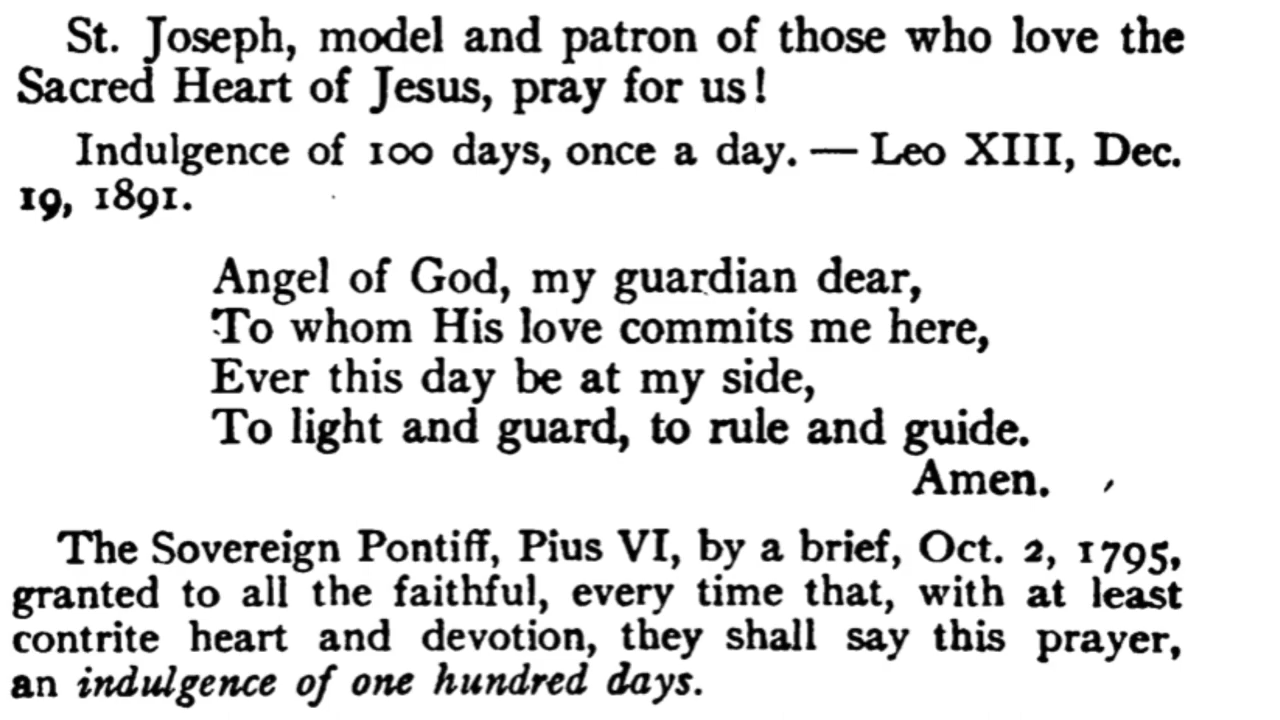 St. Joseph, model and patron of those who love the
Sacred Heart of Jesus, pray for us!
Indulgence of 100 days, once a day. — Leo XIII, Dec.
19, 1891.
Angel of God, my guardian dear,
To whom His love commits me here,
Ever this day be at my side,
To light and guard, to rule and guide.
Amen.
The Sovereign Pontiff, Pius VI, by a brief, Oct. 2, 1795,
granted to all the faithful, every time that, with at least
contrite heart and devotion, they shall say this prayer,
an indulgence of one hundred days.